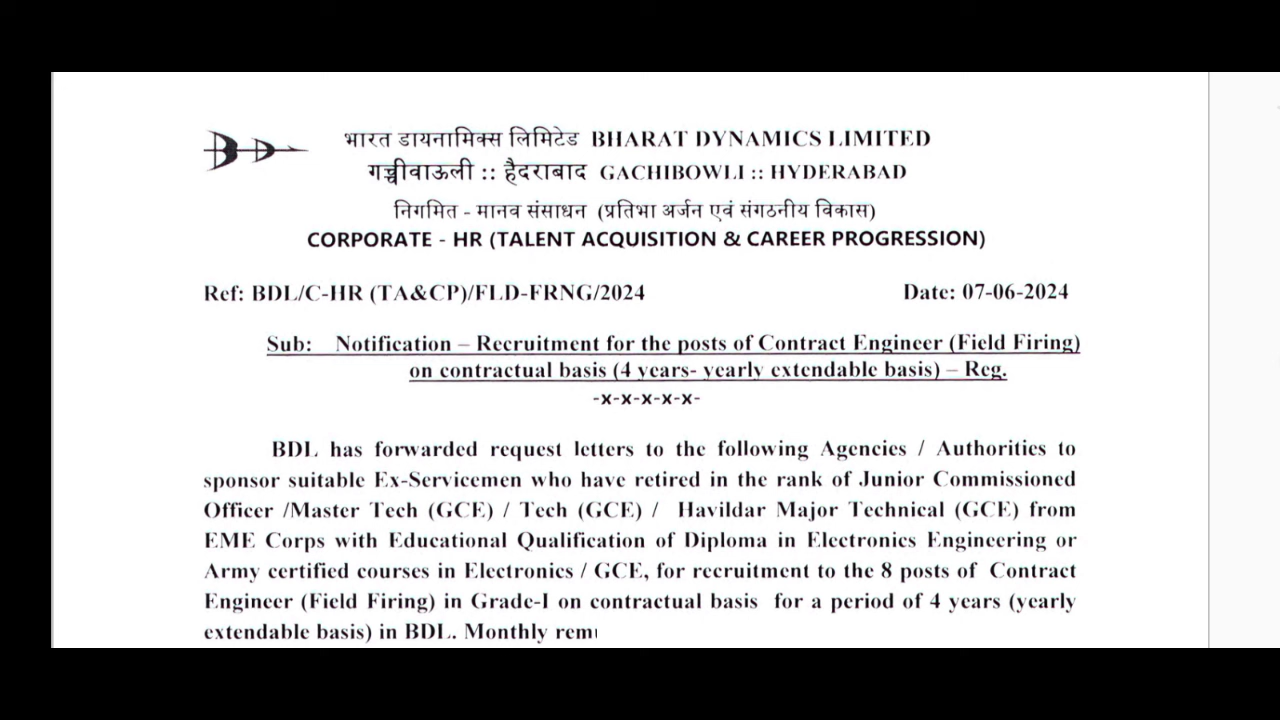 भारत डायनामिक्स लिमिटेड BHARAT DYNAMICS LIMITED
गच्चीबाऊली :: हैदराबाद GACHIBOWLI :: HYDERABAD
निगमित - मानव संसाधन (प्रतिभा अर्जन एवं संगठनीय विकास)
CORPORATE - HR (TALENT ACQUISITION & CAREER PROGRESSION)
Ref: BDL/C-HR (TA&CP)/FLD-FRNG/2024 Date: 07-06-2024
Sub: Notification – Recruitment for the posts of Contract Engineer (Field Firing)
on contractual basis (4 years- yearly extendable basis) – Reg.
-x-x-x-x-x-
BDL has forwarded request letters to the following Agencies / Authorities to
sponsor suitable Ex-Servicemen who have retired in the rank of Junior Commissioned
Officer /Master Tech (GCE) / Tech (GCE) / Havildar Major Technical (GCE) from
EME Corps with Educational Qualification of Diploma in Electronics Engineering or
Army certified courses in Electronics / GCE, for recruitment to the 8 posts of Contract
Engineer (Field Firing) in Grade-I on contractual basis for a period of 4 years (yearly
extendable basis) in BDL. Monthly